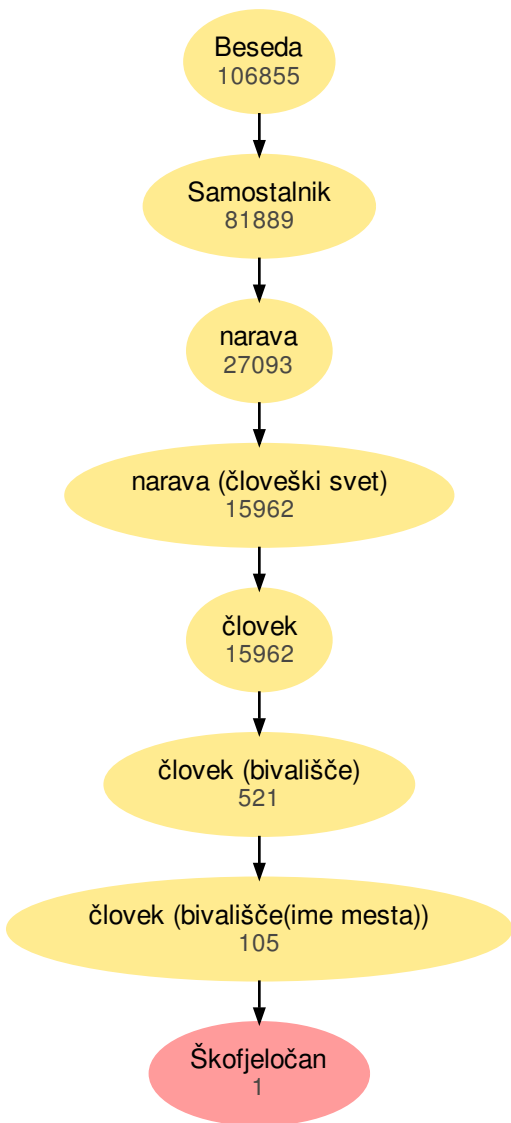 Beseda
106855
Samostalnik
81889
narava
27093
narava (človeški svet)
15962
človek
15962
človek (bivališče)
521
človek (bivališče(ime mesta))
105
Škofjeločan
1